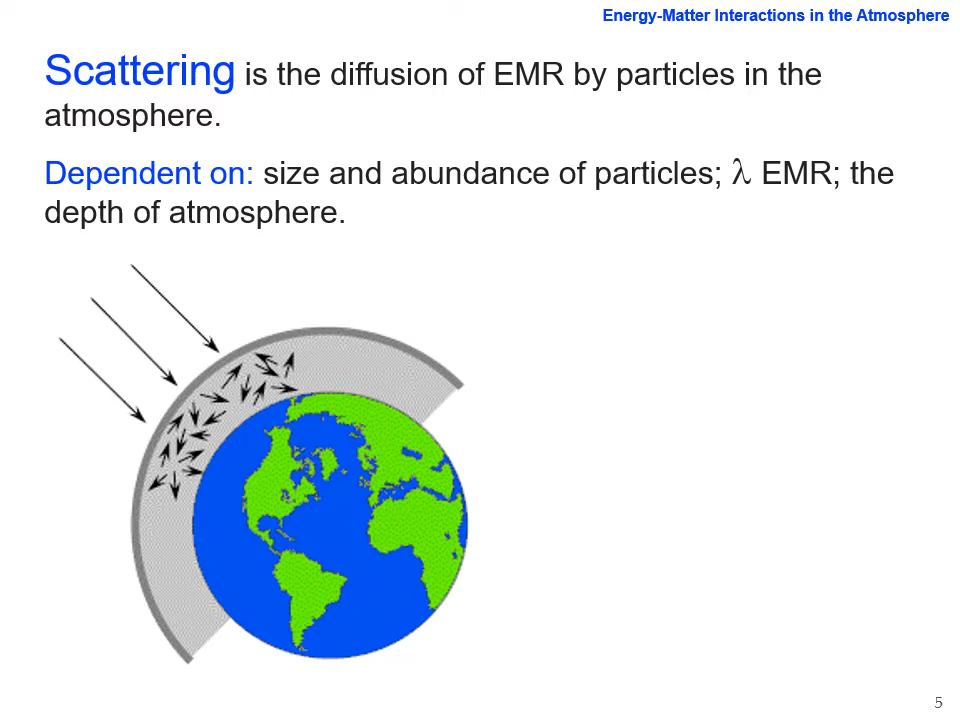 Energy-Matter Interactions in the Atmosphere
Scattering is the diffusion of EMR by particles in the
atmosphere.
Dependent on: size and abundance of particles; λ EMR; the
depth of atmosphere.
5